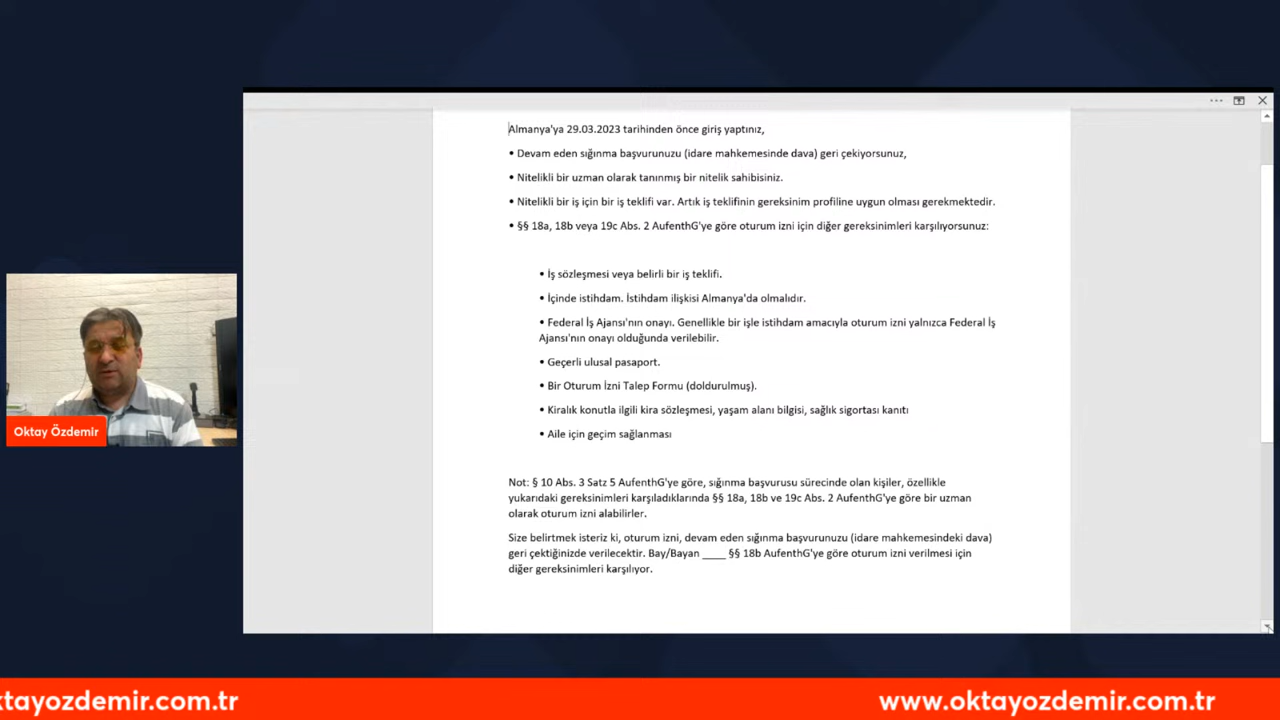 Almanya'ya 29.03.2023 tarihinden önce giriş yaptınız,
• Devam eden sığınma başvurunuzu (idare mahkemesinde dava) geri çekiyorsunuz,
• Nitelikli bir uzman olarak tanınmış bir nitelik sahibisiniz.
• Nitelikli bir iş için bir iş teklifi var. Artık iş teklifinin gereksinim profiline uygun olması gerekmektedir.
• §§ 18a, 18b veya 19c Abs. 2 AufenthG'ye göre oturum izni için diğer gereksinimleri karşılıyorsunuz:
• İş sözleşmesi veya belirli bir iş teklifi.
• İçinde istihdam. İstihdam ilişkisi Almanya'da olmalıdır.
• Federal İş Ajansı'nın onayı. Genellikle bir işle istihdam amacıyla oturum izni yalnızca Federal İş
Ajansı'nın onayı olduğunda verilebilir.
• Geçerli ulusal pasaport.
• Bir Oturum İzni Talep Formu (doldurulmuş).
• Kiralık konutla ilgili kira sözleşmesi, yaşam alanı bilgisi, sağlık sigortası kanıtı
• Aile için geçim sağlanması
Not: § 10 Abs. 3 Satz 5 AufenthG'ye göre, sığınma başvurusu sürecinde olan kişiler, özellikle
yukarıdaki gereksinimleri karşıladıklarında §§ 18a, 18b ve 19c Abs. 2 AufenthG'ye göre bir uzman
olarak oturum izni alabilirler.
Size belirtmek isteriz ki, oturum izni, devam eden sığınma başvurunuzu (idare mahkemesindeki dava)
geri çektiğinizde verilecektir. Bay/Bayan ____ §§ 18b AufenthG'ye göre oturum izni verilmesi için
diğer gereksinimleri karşılıyor.
Oktay Özdemir
ktayozdemir.com.tr
www.oktayozdemir.com.tr